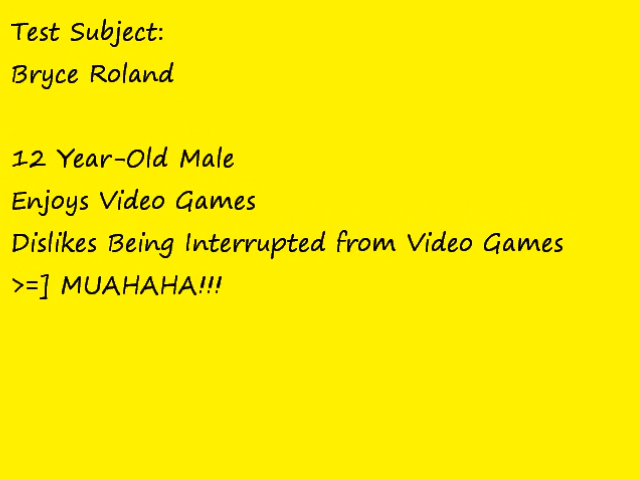 Test Subject:
Bryce Roland
12 Year-Old Male
Enjoys Video Games
Dislikes Being Interrupted from Video Games
>=] MUAHAHA!!!